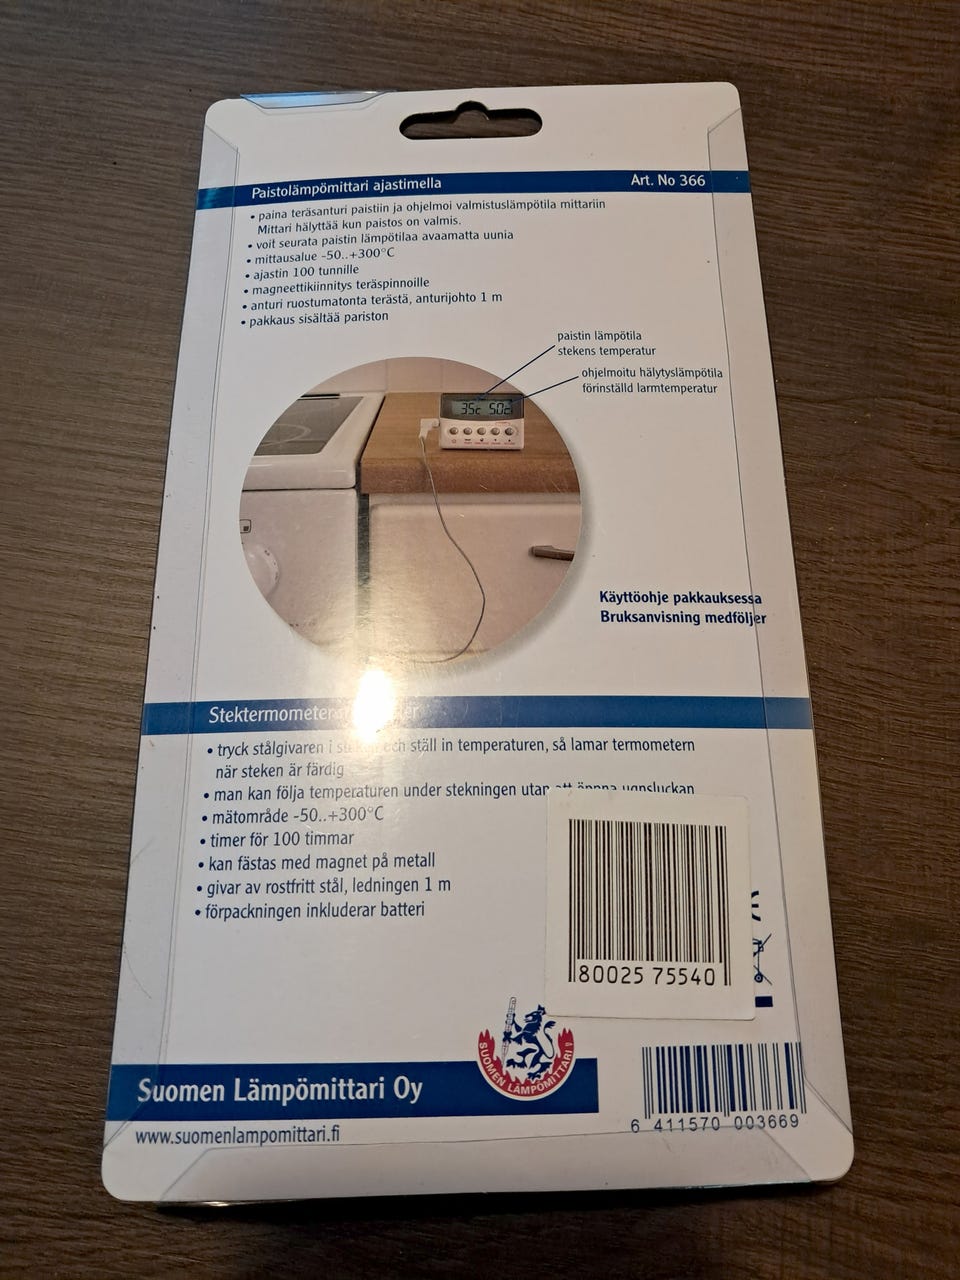 Paistolämpömittari ajastimella
Art. No 366
• paina teräsanturi paistiin ja ohjelmoi valmistuslämpötila mittariin
Mittari hälyttää kun paistos on valmis.
• voit seurata paistin lämpötilaa avaamatta uunia
• mittausalue -50..+300°C
• ajastin 100 tunnille
• magneettikiinnitys teräspinnoille
• anturi ruostumatonta terästä, anturijohto 1 m
• pakkaus sisältää pariston
paistin lämpötila
stekens temperatur
ohjelmoitu hälytyslämpötila
förinställd larmtemperatur
35c 50c
Käyttöohje pakkauksessa
Bruksanvisning medföljer
Stektermometer
• tryck stålgivaren i steken och ställ in temperaturen, så lamar termometern
när steken är färdig
• man kan följa temperaturen under stekningen utan att öppna ugnsluckan
• mätområde -50..+300°C
• timer för 100 timmar
• kan fästas med magnet på metall
• givar av rostfritt stål, ledningen 1 m
• förpackningen inkluderar batteri
80025 75540
SUOMEN LÄMPÖMITTARI
Suomen Lämpömittari Oy
www.suomenlampomittari.fi
6 411570 003669